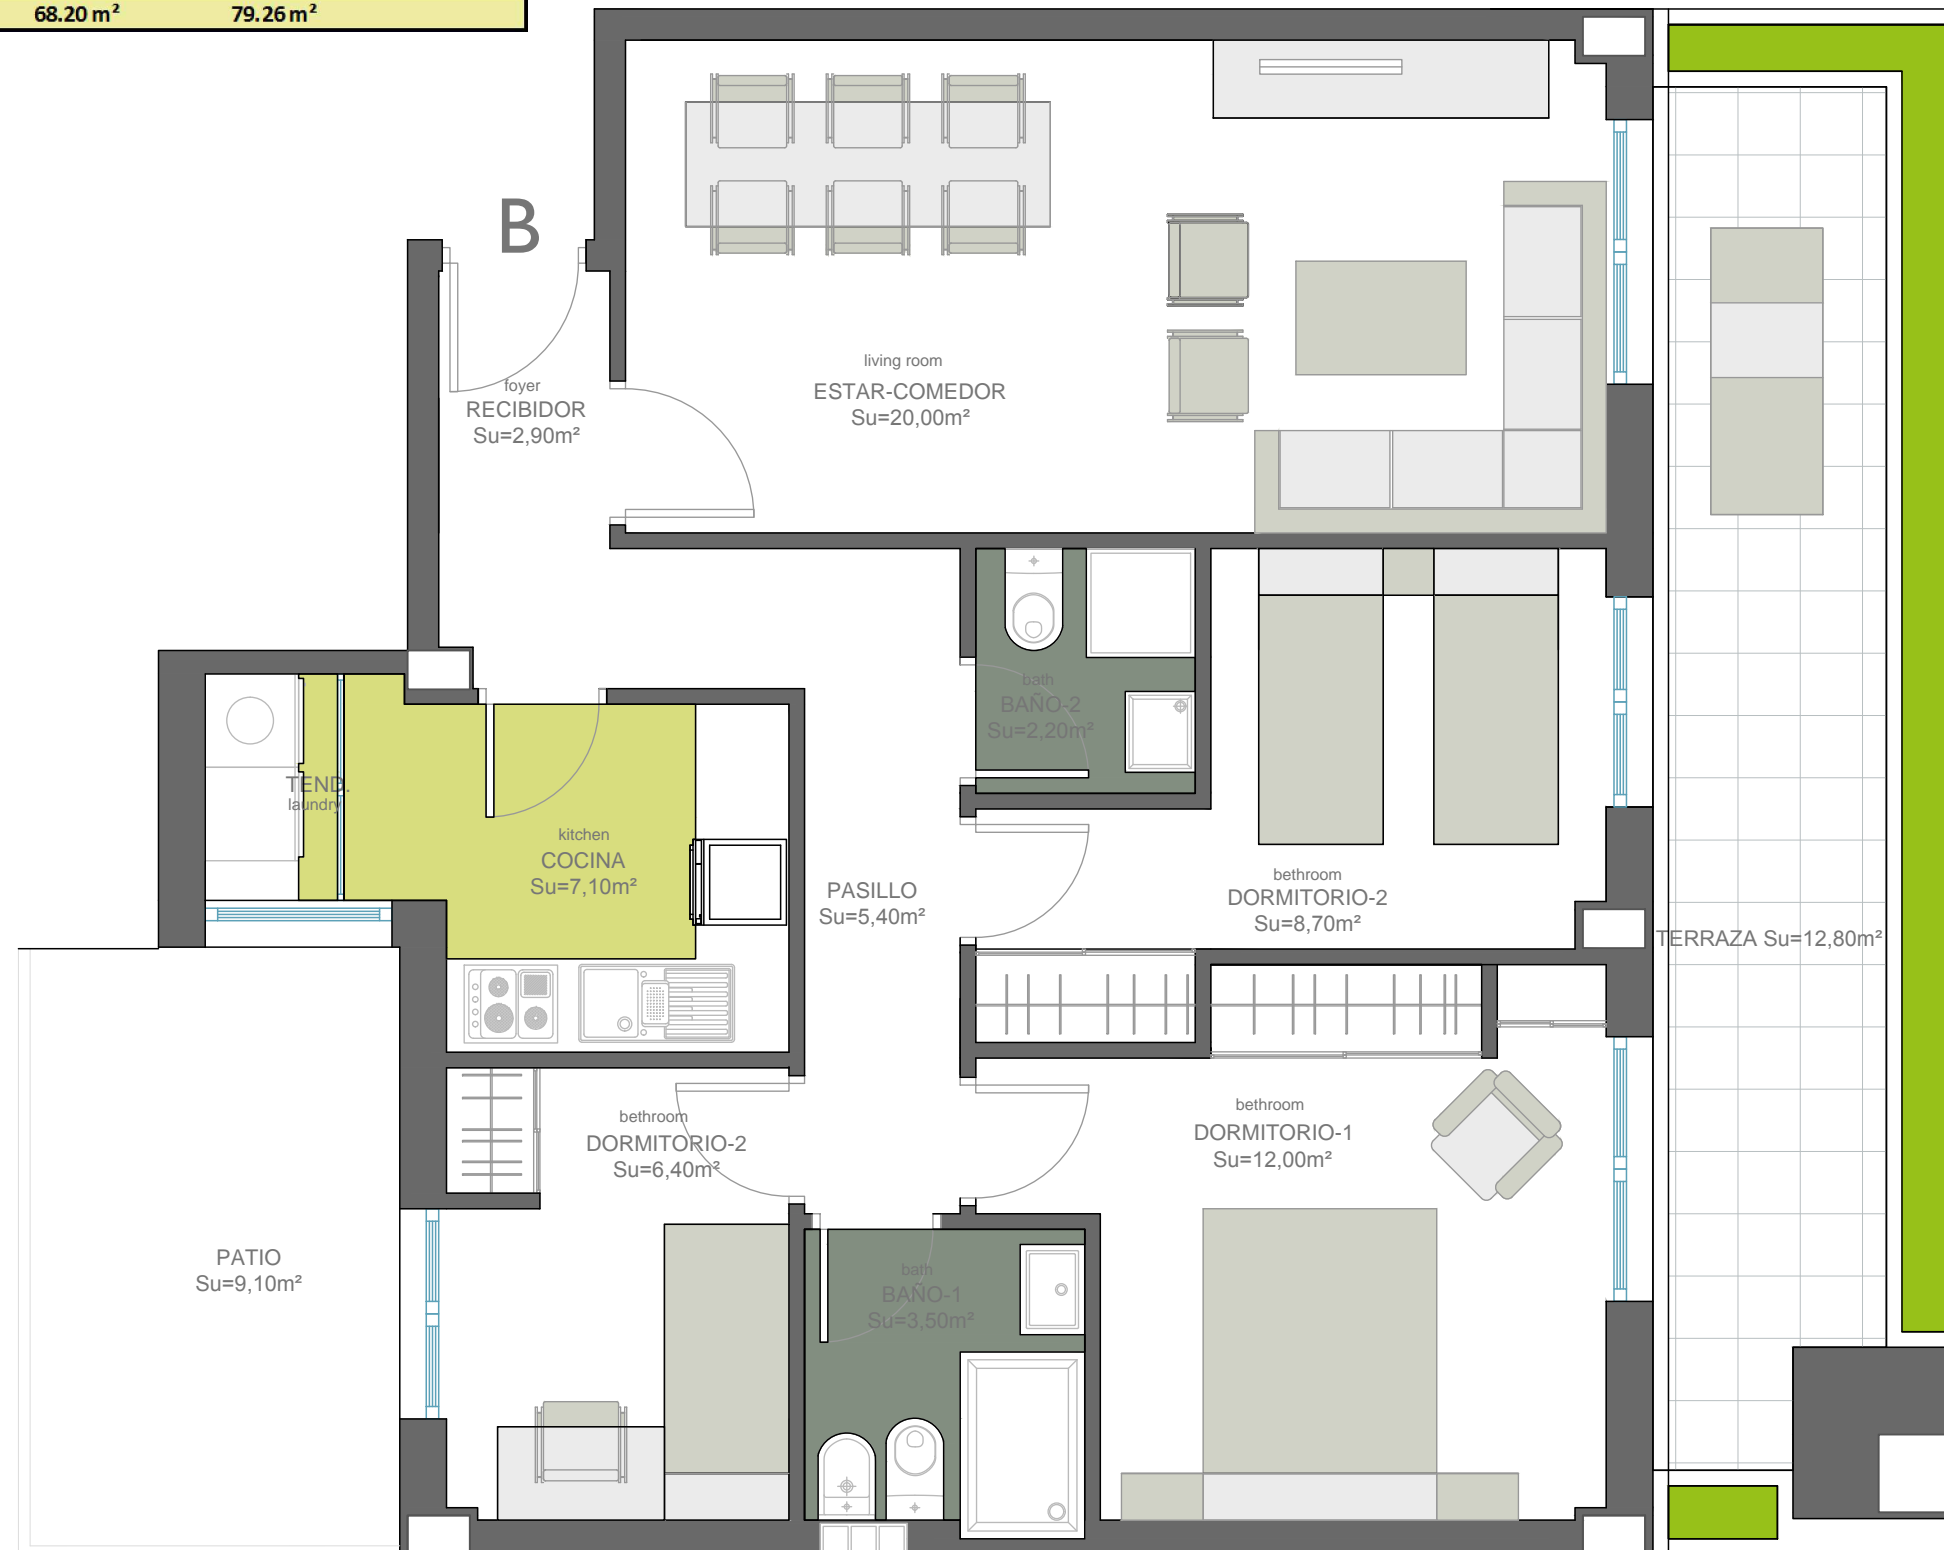 68.20 m² 79.26 m²
B
living room
ESTAR-COMEDOR
Su=20,00m²
foyer
RECIBIDOR
Su=2,90m²
bath
BAÑO-2
Su=2,20m²
TEND.
laundry
kitchen
COCINA
Su=7,10m²
PASILLO
Su=5,40m²
bethroom
DORMITORIO-2
Su=8,70m²
TERRAZA Su=12,80m²
bethroom
DORMITORIO-2
Su=6,40m²
bethroom
DORMITORIO-1
Su=12,00m²
PATIO
Su=9,10m²
bath
BAÑO-1
Su=3,50m²